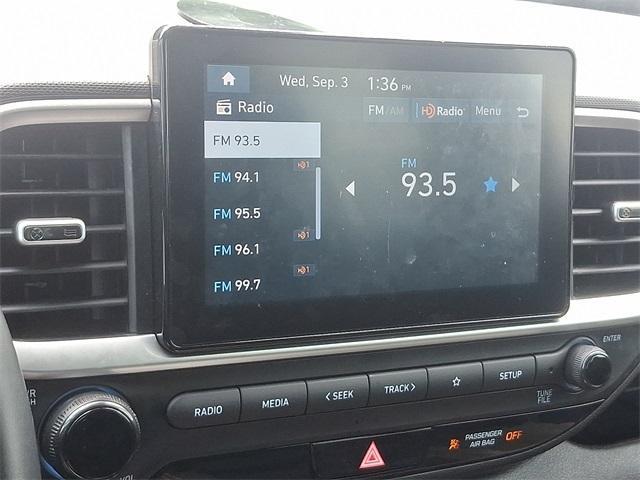 Wed, Sep. 3 1:36 PM
Radio FM/AM HD Radio Menu
FM 93.5
FM 94.1
FM 95.5
FM 96.1
FM 99.7
FM
93.5
ENTER
RADIO MEDIA < SEEK TRACK > SETUP
TUNE
FILE
PASSENGER
AIR BAG OFF
VOL